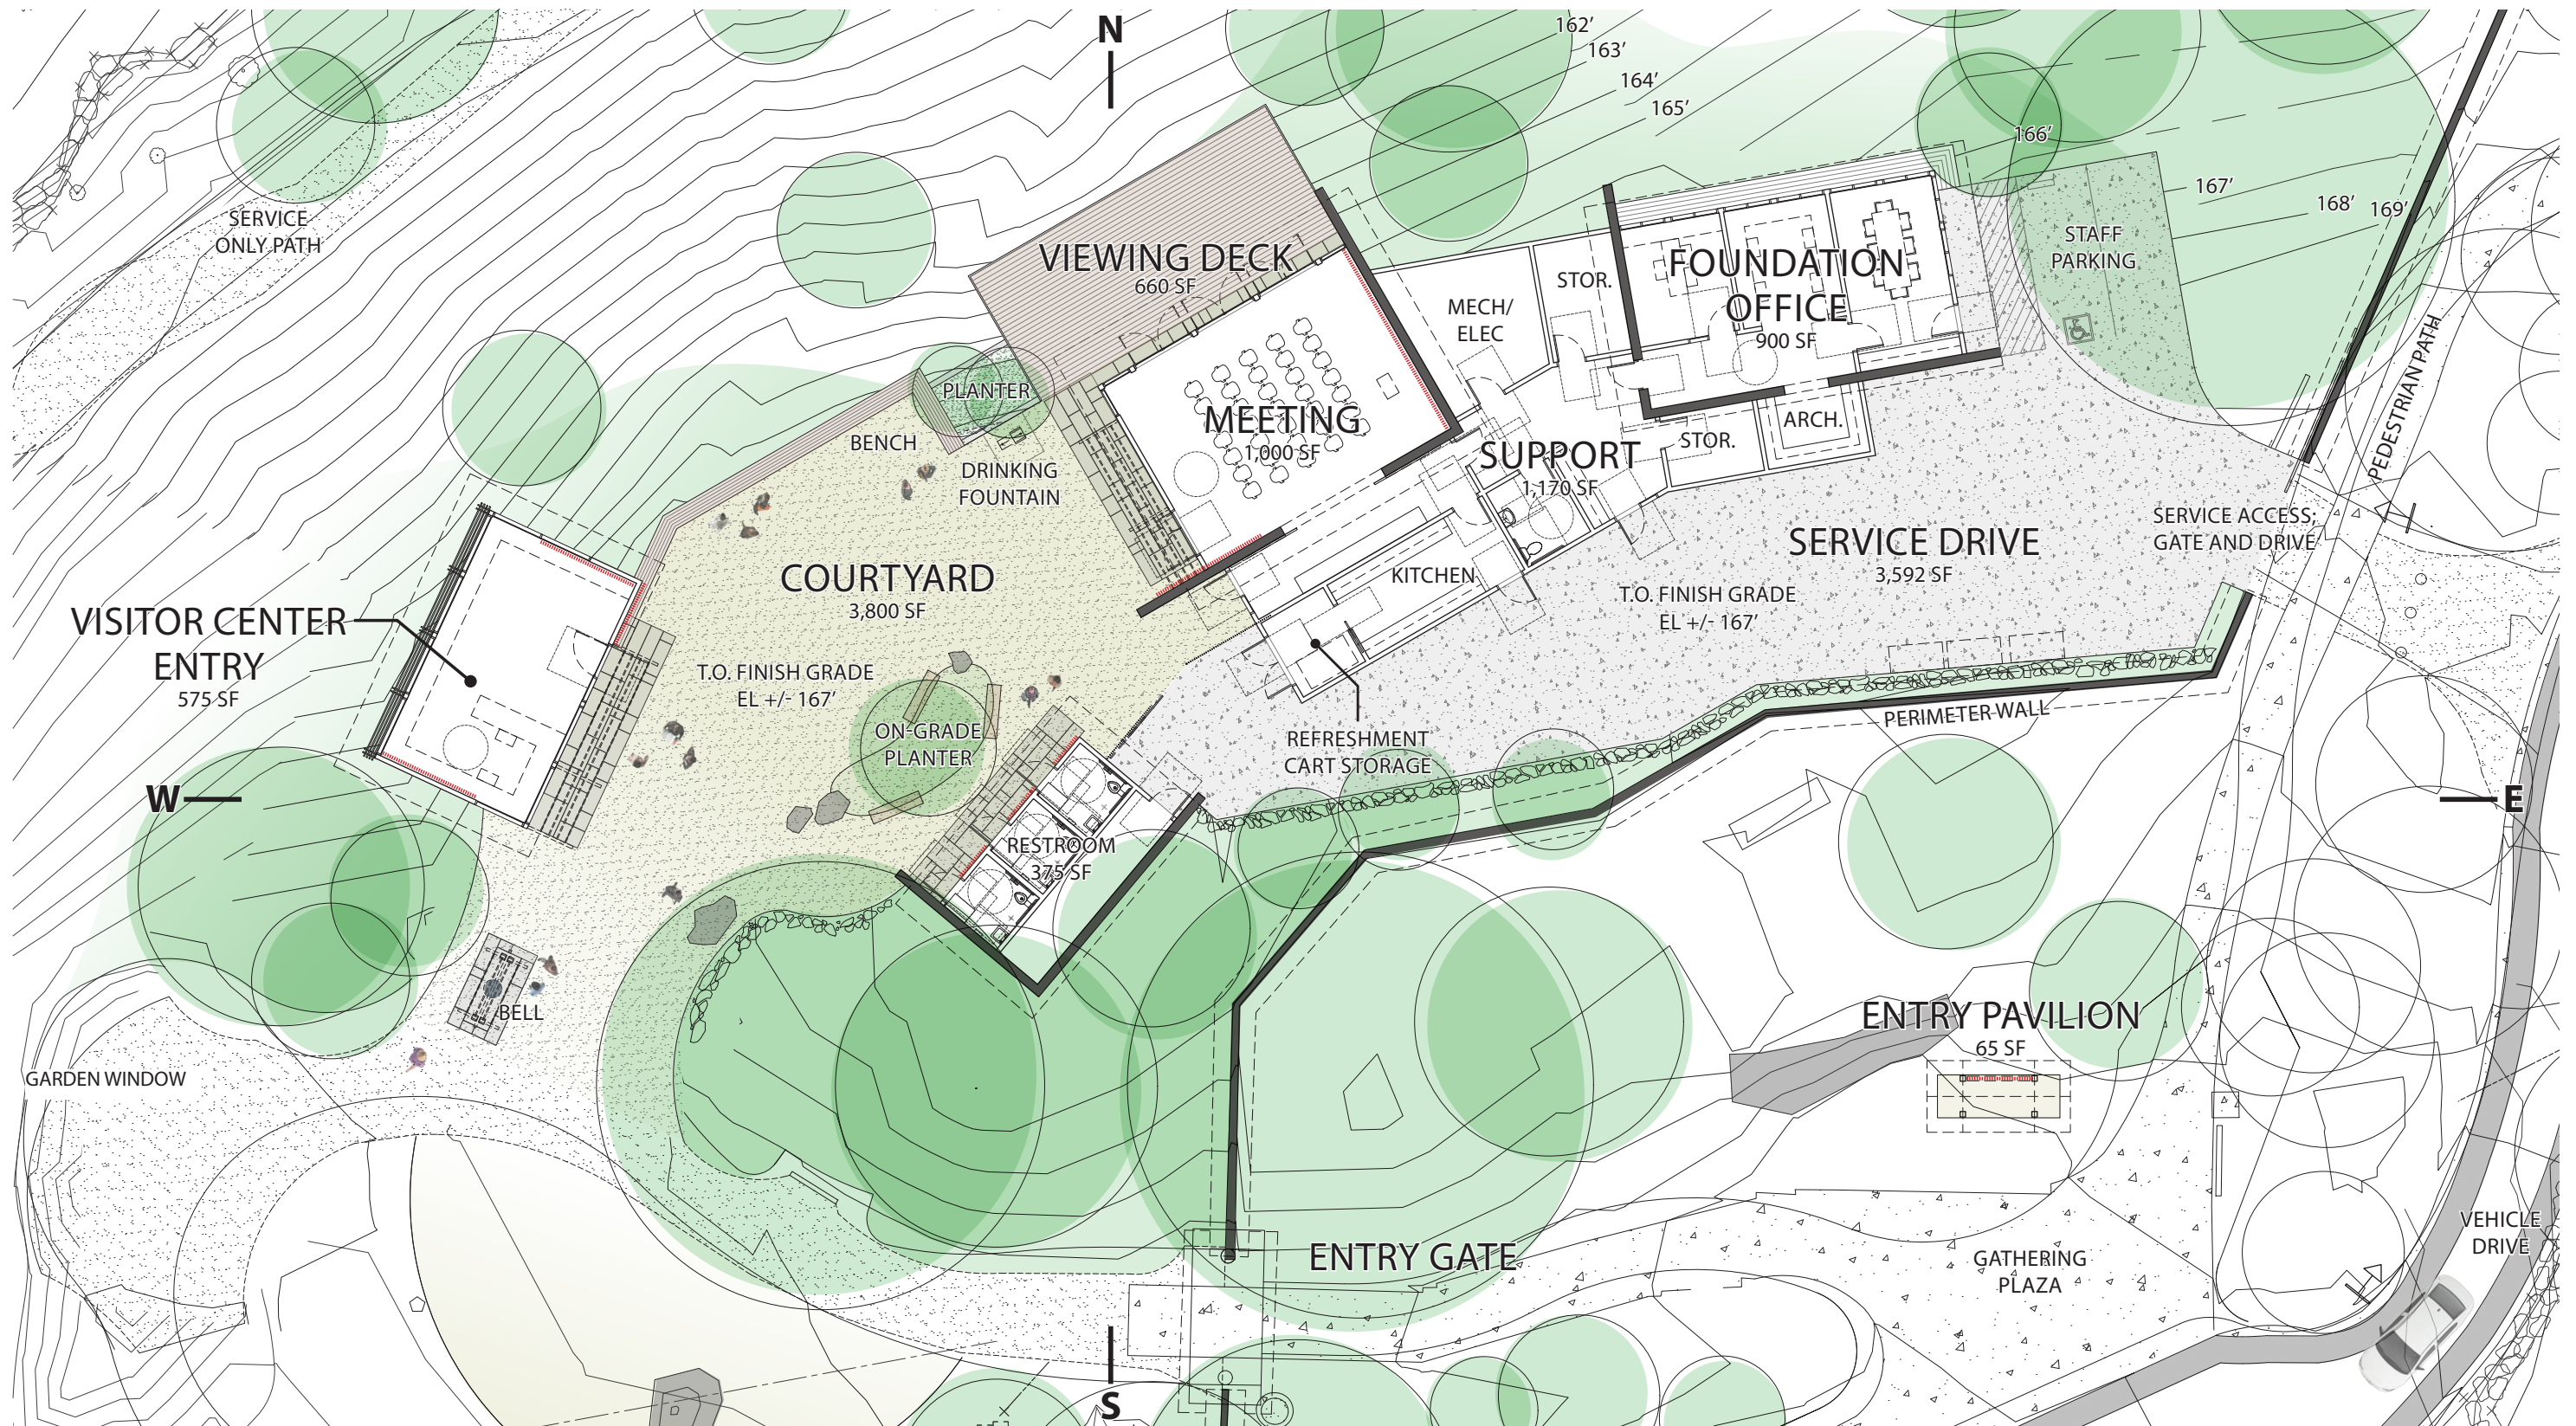 N
162'
163'
164'
165'
166'
167'
168'
169'
SERVICE
ONLY PATH
VIEWING DECK
660 SF
MECH/
ELEC
STOR.
FOUNDATION
OFFICE
900 SF
STAFF
PARKING
PEDESTRIAN PATH
PLANTER
BENCH
DRINKING
FOUNTAIN
MEETING
1,000 SF
SUPPORT
1,170 SF
STOR.
ARCH.
SERVICE ACCESS;
GATE AND DRIVE
SERVICE DRIVE
3,592 SF
T.O. FINISH GRADE
EL +/- 167'
COURTYARD
3,800 SF
KITCHEN
VISITOR CENTER
ENTRY
575 SF
T.O. FINISH GRADE
EL +/- 167'
ON-GRADE
PLANTER
REFRESHMENT
CART STORAGE
PERIMETER WALL
W
E
RESTROOM
375 SF
BELL
GARDEN WINDOW
ENTRY PAVILION
65 SF
ENTRY GATE
GATHERING
PLAZA
VEHICLE
DRIVE
S